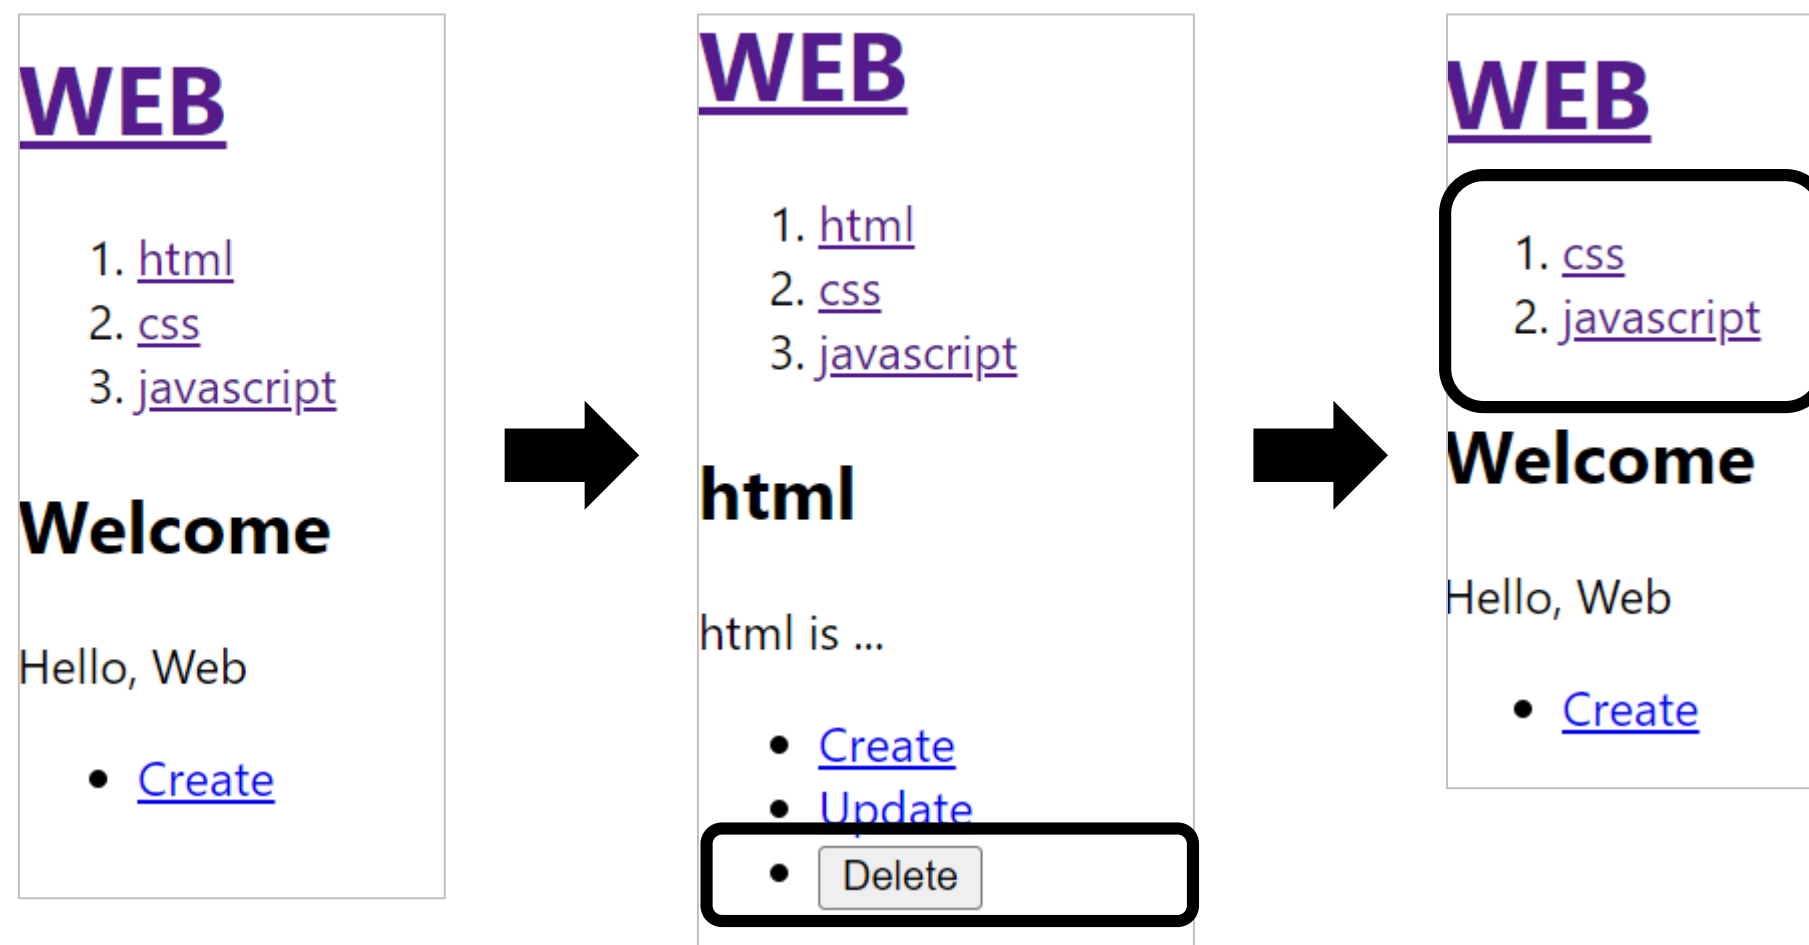 WEB
1. html
2. css
3. javascript
Welcome
Hello, Web
• Create
WEB
1. html
2. css
3. javascript
html
html is ...
• Create
• Update
• Delete
WEB
1. css
2. javascript
Welcome
Hello, Web
• Create